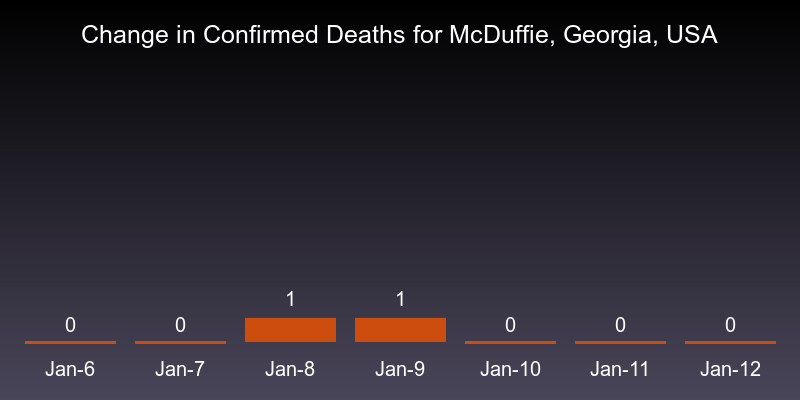 Change in Confirmed Deaths for McDuffie, Georgia, USA
1 1
0 0 0 0 0
Jan-6 Jan-7 Jan-8 Jan-9 Jan-10 Jan-11 Jan-12